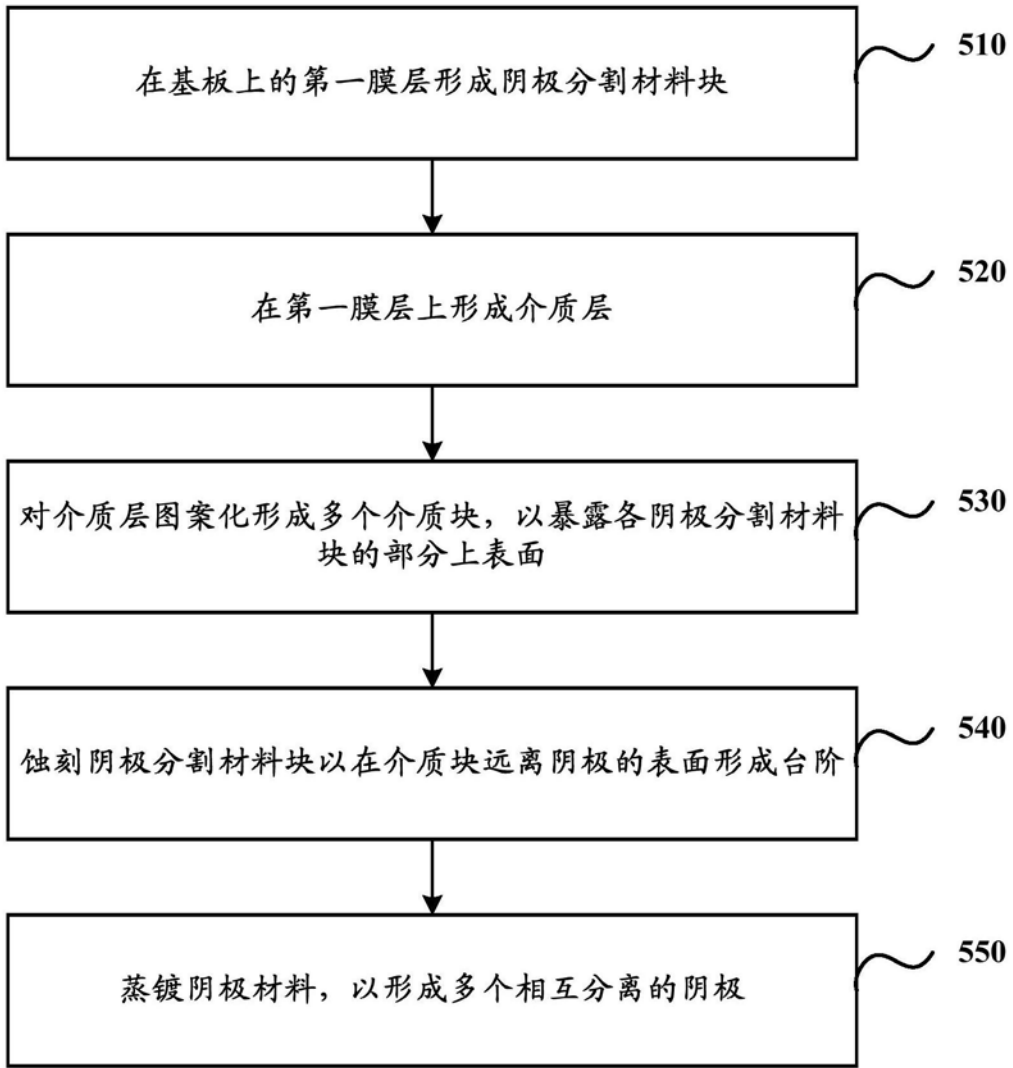 在基板上的第一膜层形成阴极分割材料块
510
在第一膜层上形成介质层
520
对介质层图案化形成多个介质块，以暴露各阴极分割材料
块的部分上表面
530
蚀刻阴极分割材料块以在介质块远离阴极的表面形成台阶
540
蒸镀阴极材料，以形成多个相互分离的阴极
550